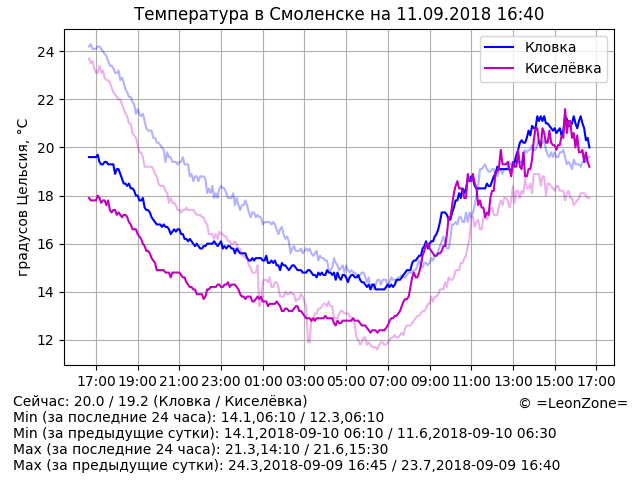 Температура в Смоленске на 11.09.2018 16:40
Кловка
Киселёвка
градусов Цельсия, °C
24
22
20
18
16
14
12
17:00 19:00 21:00 23:00 01:00 03:00 05:00 07:00 09:00 11:00 13:00 15:00 17:00
Сейчас: 20.0 / 19.2 (Кловка / Киселёвка)
© =LeonZone=
Min (за последние 24 часа): 14.1,06:10 / 12.3,06:10
Min (за предыдущие сутки): 14.1,2018-09-10 06:10 / 11.6,2018-09-10 06:30
Max (за последние 24 часа): 21.3,14:10 / 21.6,15:30
Max (за предыдущие сутки): 24.3,2018-09-09 16:45 / 23.7,2018-09-09 16:40